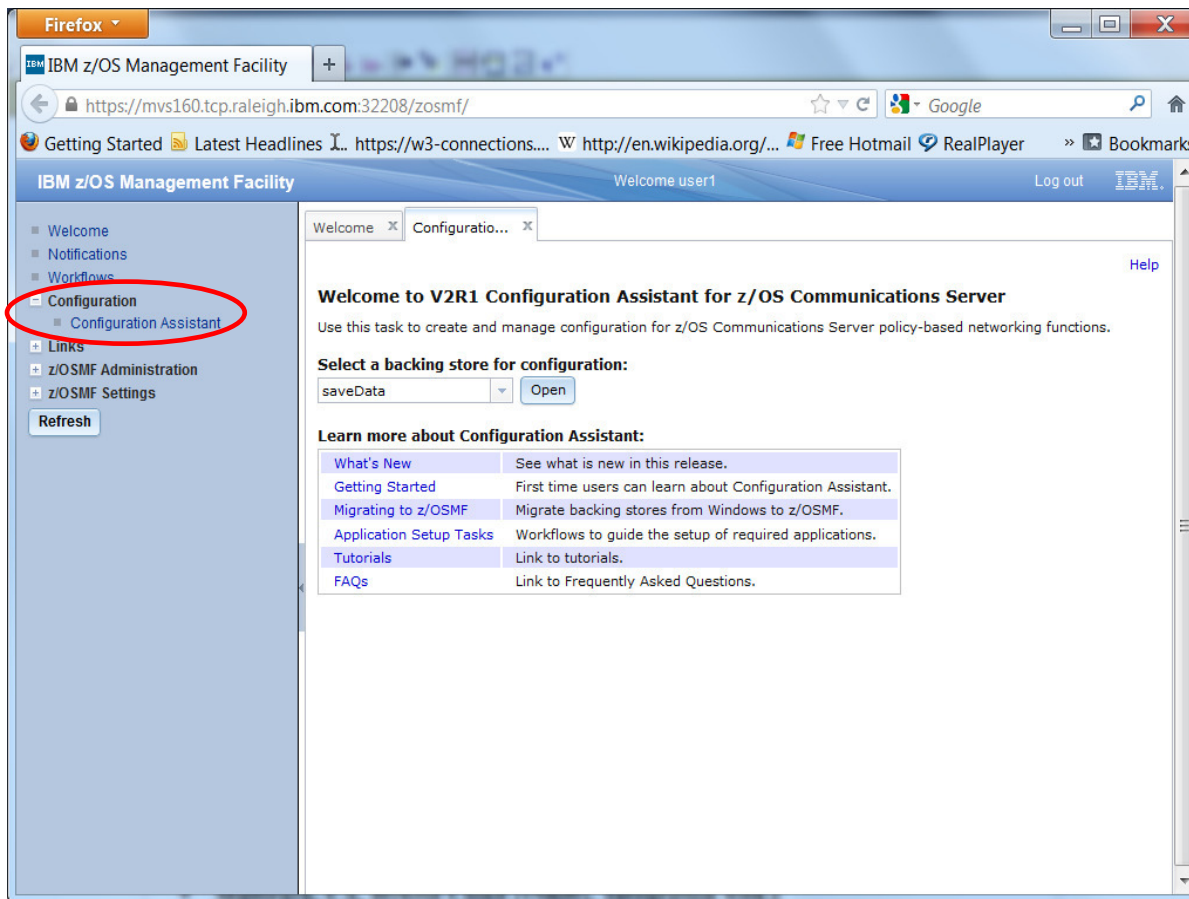 Firefox
IBM IBM z/OS Management Facility +
https://mvs160.tcp.raleigh.ibm.com:32208/zosmf/ Google
Getting Started Latest Headlines I.. https://w3-connections.... W http://en.wikipedia.org/... Free Hotmail RealPlayer » Bookmarks
IBM z/OS Management Facility Welcome user1 Log out IBM.
Welcome
Notifications
Workflows
Configuration
Configuration Assistant
Links
z/OSMF Administration
z/OSMF Settings
Refresh
Welcome X Configuratio... X
Help
Welcome to V2R1 Configuration Assistant for z/OS Communications Server
Use this task to create and manage configuration for z/OS Communications Server policy-based networking functions.
Select a backing store for configuration:
saveData Open
Learn more about Configuration Assistant:
What's New See what is new in this release.
Getting Started First time users can learn about Configuration Assistant.
Migrating to z/OSMF Migrate backing stores from Windows to z/OSMF.
Application Setup Tasks Workflows to guide the setup of required applications.
Tutorials Link to tutorials.
FAQs Link to Frequently Asked Questions.